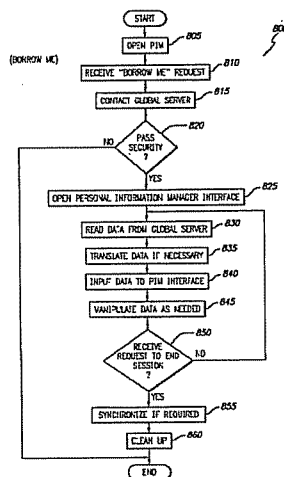 START
OPEN PIM
805
800
(BORROW ME)
RECEIVE "BORROW ME" REQUEST
810
CONTACT GLOBAL SERVER
815
820
NO
PASS
SECURITY
?
YES
825
OPEN PERSONAL INFORMATION MANAGER INTERFACE
READ DATA FROM GLOBAL SERVER
830
TRANSLATE DATA IF NECESSARY
835
INPUT DATA TO PIM INTERFACE
840
MANIPULATE DATA AS NEEDED
845
850
RECEIVE
REQUEST TO END
SESSION
?
NO
YES
SYNCHRONIZE IF REQUIRED
855
CLEAN UP
860
END